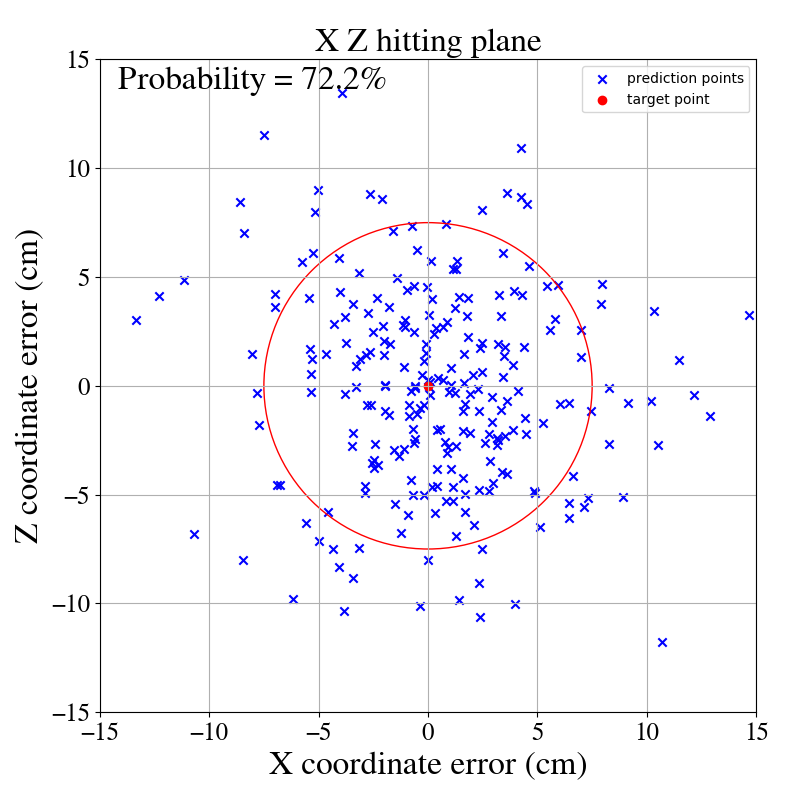 X Z hitting plane
Probability = 72.2%
prediction points
target point
15
10
5
0
−5
−10
−15
Z coordinate error (cm)
−15 −10 −5 0 5 10 15
X coordinate error (cm)